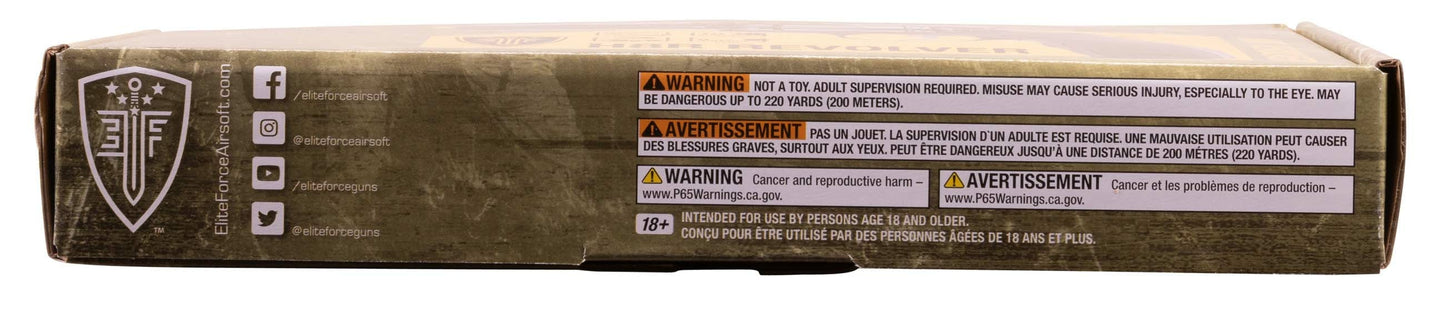 H8R REVOLVER
EF
TM
EliteForceAirsoft.com
/eliteforceairsoft
@eliteforceairsoft
/eliteforceguns
@eliteforceguns
WARNING NOT A TOY. ADULT SUPERVISION REQUIRED. MISUSE MAY CAUSE SERIOUS INJURY, ESPECIALLY TO THE EYE. MAY
BE DANGEROUS UP TO 220 YARDS (200 METERS).
AVERTISSEMENT PAS UN JOUET. LA SUPERVISION D`UN ADULTE EST REQUISE. UNE MAUVAISE UTILISATION PEUT CAUSER
DES BLESSURES GRAVES, SURTOUT AUX YEUX. PEUT ÊTRE DANGEREUX JUSQU'À UNE DISTANCE DE 200 MÉTRES (220 YARDS).
WARNING Cancer and reproductive harm –
www.P65Warnings.ca.gov.
AVERTISSEMENT Cancer et les problèmes de reproduction –
www.P65Warnings.ca.gov.
18+
INTENDED FOR USE BY PERSONS AGE 18 AND OLDER.
CONÇU POUR ÊTRE UTILISÉ PAR DES PERSONNES ÂGÉES DE 18 ANS ET PLUS.